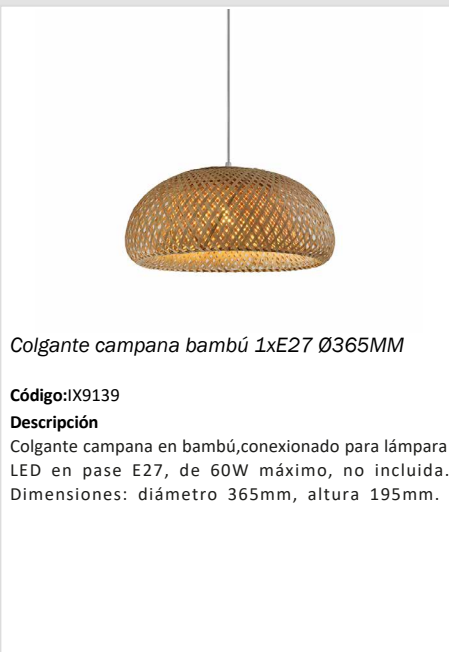 Colgante campana bambú 1xE27 Ø365MM
Código:IX9139
Descripción
Colgante campana en bambú,conexionado para lámpara
LED en pase E27, de 60W máximo, no incluida.
Dimensiones: diámetro 365mm, altura 195mm.